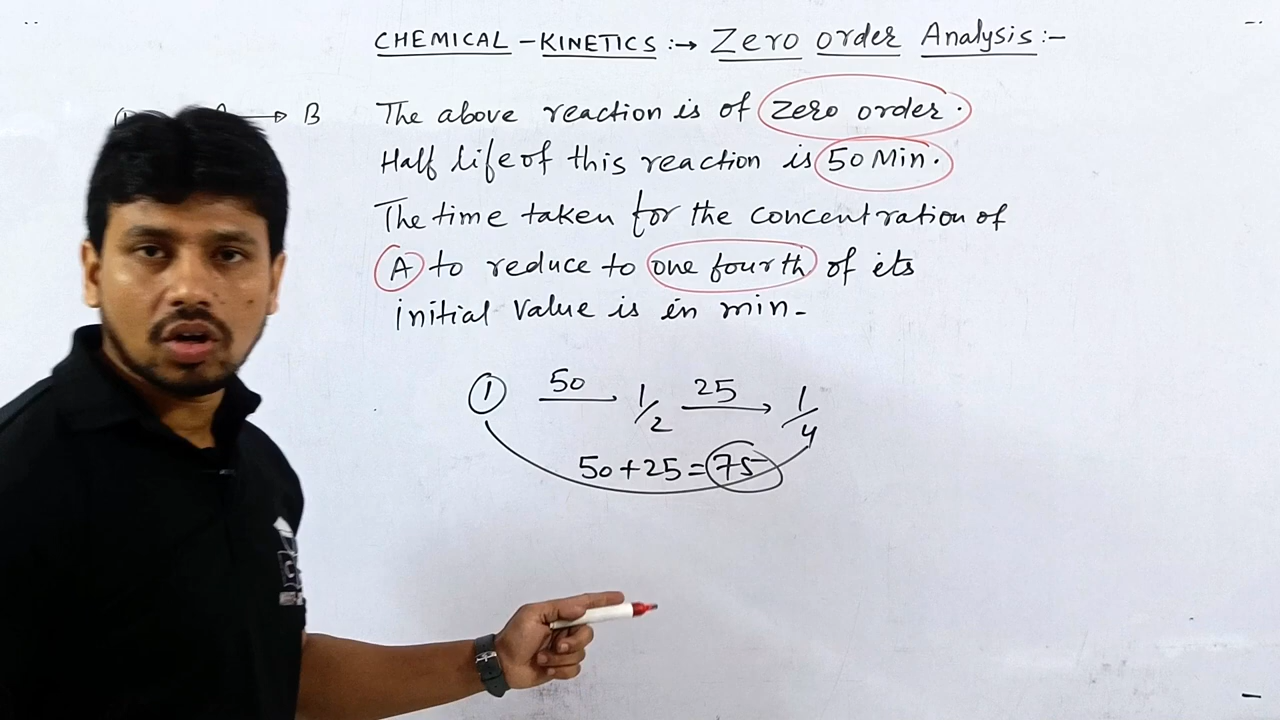 CHEMICAL - KINETICS :→ Zero order Analysis :-
→ B The above reaction is of zero order.
Half life of this reaction is 50 Min.
The time taken for the concentration of
A to reduce to one fourth of its
initial value is in min-
① 50 1/2 25 1/4
50+25=75